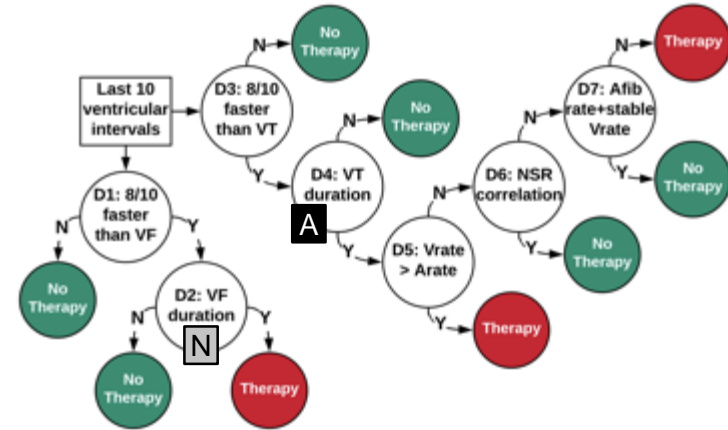 Last 10
ventricular
intervals
D1: 8/10
faster
than VF
N
Y
No
Therapy
D2: VF
duration
N
N
Y
No
Therapy
Therapy
D3: 8/10
faster
than VT
N
Y
No
Therapy
D4: VT
duration
A
N
Y
No
Therapy
D5: Vrate
> Arate
N
Y
Therapy
D6: NSR
correlation
N
Y
No
Therapy
D7: Afib
rate+stable
Vrate
N
Y
Therapy
No
Therapy